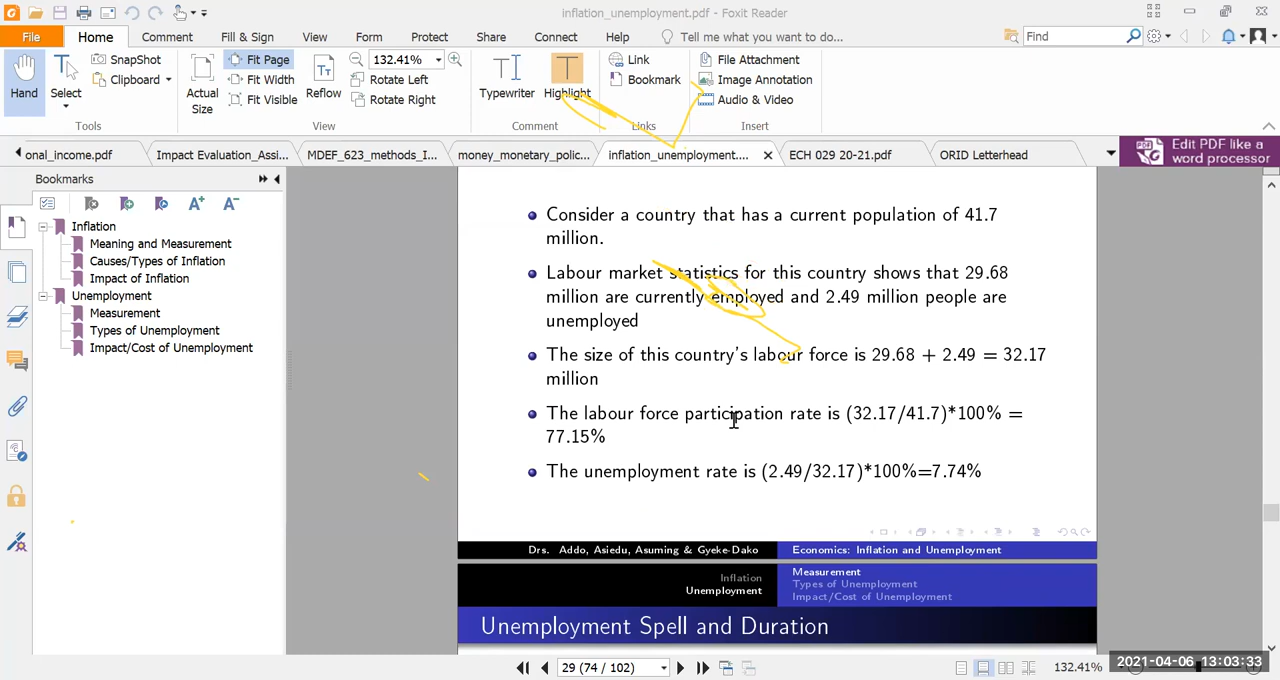 inflation_unemployment.pdf - Foxit Reader
File Home Comment Fill & Sign View Form Protect Share Connect Help Tell me what you want to do... Find
Hand
Select
SnapShot
Clipboard
Tools
Actual Size
Fit Page
Fit Width
Fit Visible
Reflow
132.41%
Rotate Left
Rotate Right
View
Typewriter
Highlight
Comment
Link
Bookmark
Links
File Attachment
Image Annotation
Audio & Video
Insert
onal_income.pdf Impact Evaluation_Assi... MDEF_623_methods_I... money_monetary_polic... inflation_unemployment.... ECH 029 20-21.pdf ORID Letterhead
Edit PDF like a
word processor
Bookmarks
Inflation
Meaning and Measurement
Causes/Types of Inflation
Impact of Inflation
Unemployment
Measurement
Types of Unemployment
Impact/Cost of Unemployment
Consider a country that has a current population of 41.7
million.
Labour market statistics for this country shows that 29.68
million are currently employed and 2.49 million people are
unemployed
The size of this country's labour force is 29.68 + 2.49 = 32.17
million
The labour force participation rate is (32.17/41.7)*100% =
77.15%
The unemployment rate is (2.49/32.17)*100%=7.74%
Drs. Addo, Asiedu, Asuming & Gyeke-Dako Economics: Inflation and Unemployment
Inflation
Unemployment
Measurement
Types of Unemployment
Impact/Cost of Unemployment
Unemployment Spell and Duration
29 (74 / 102)
132.41%
2021-04-06 13:03:33